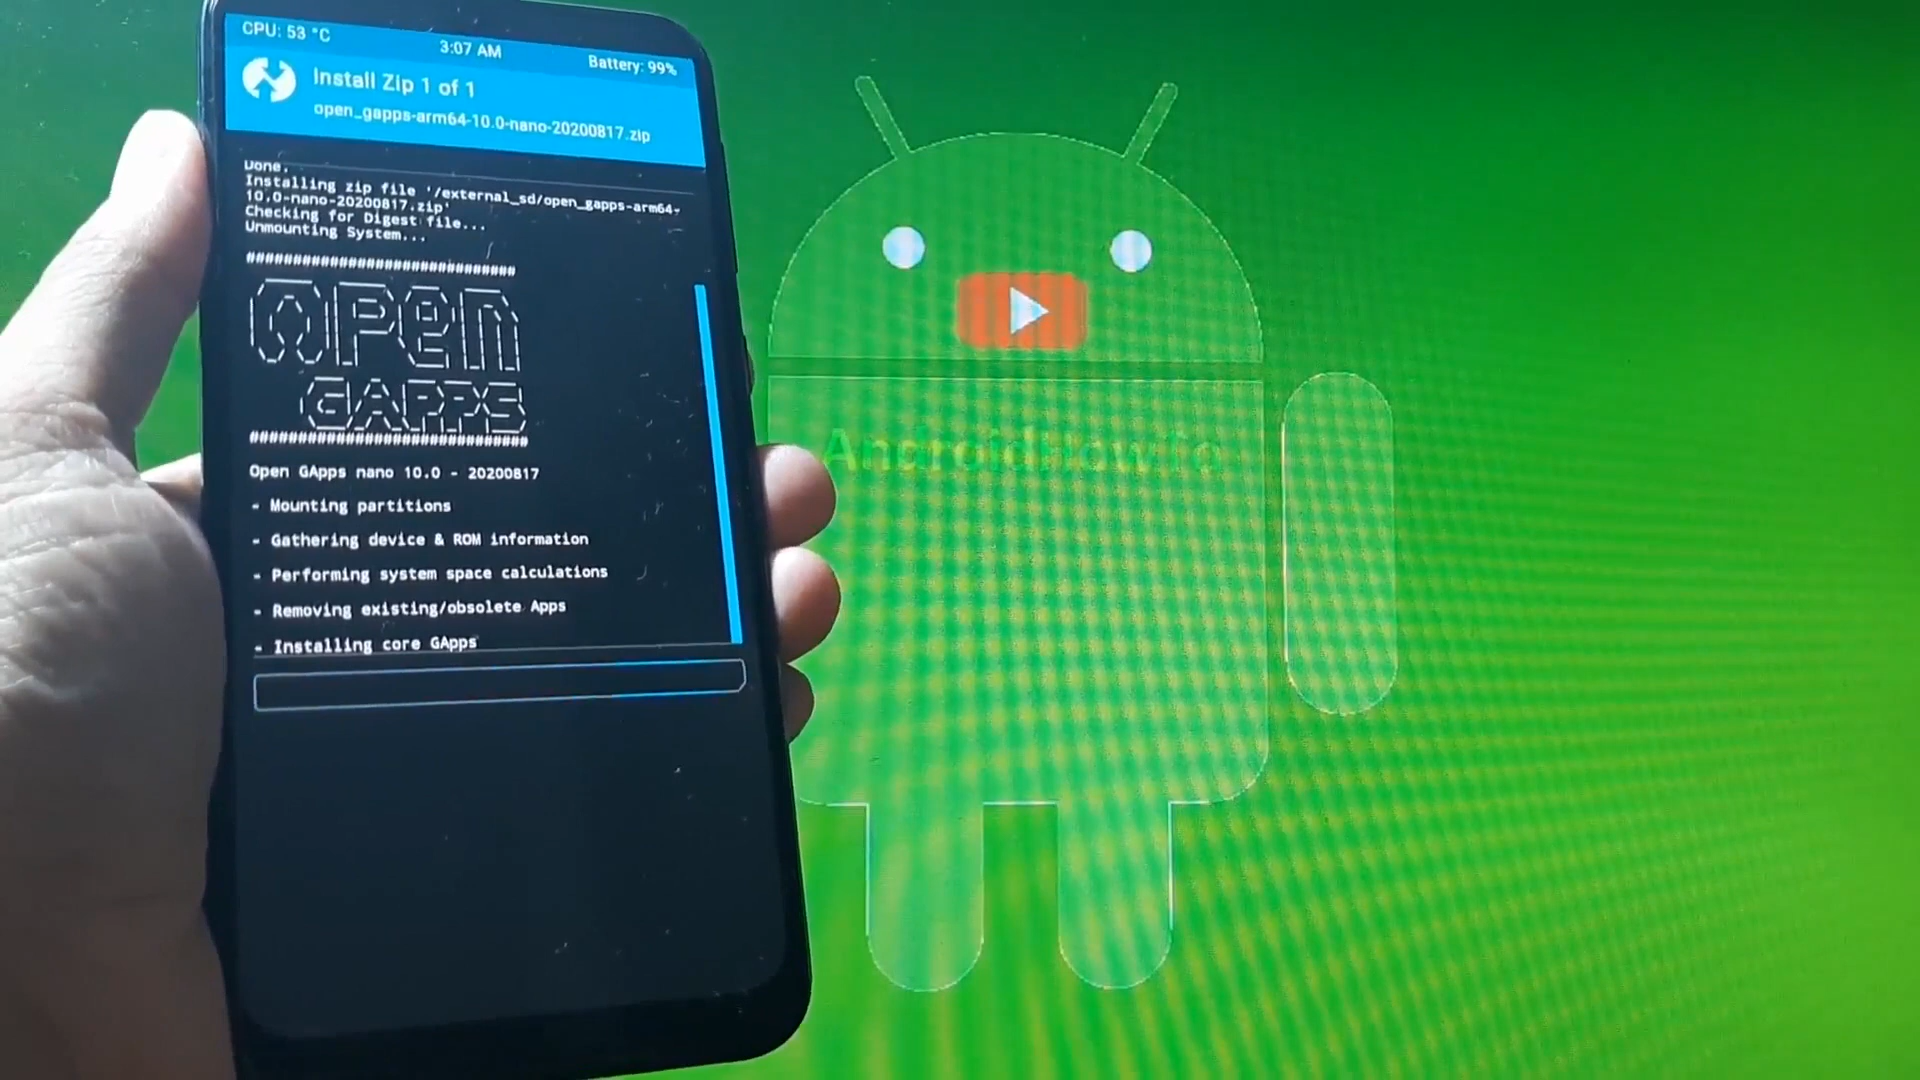 CPU: 53 °C
3:07 AM
Battery: 99%
Install Zip 1 of 1
open_gapps-arm64-10.0-nano-20200817.zip
Done.
Installing zip file '/external_sd/open_gapps-arm64-
10.0-nano-20200817.zip'
Checking for Digest file...
Unmounting System...
############################
OPEN
GAPPS
############################
Open GApps nano 10.0 - 20200817
- Mounting partitions
- Gathering device & ROM information
- Performing system space calculations
- Removing existing/obsolete Apps
- Installing core GApps
AndroidHowTo